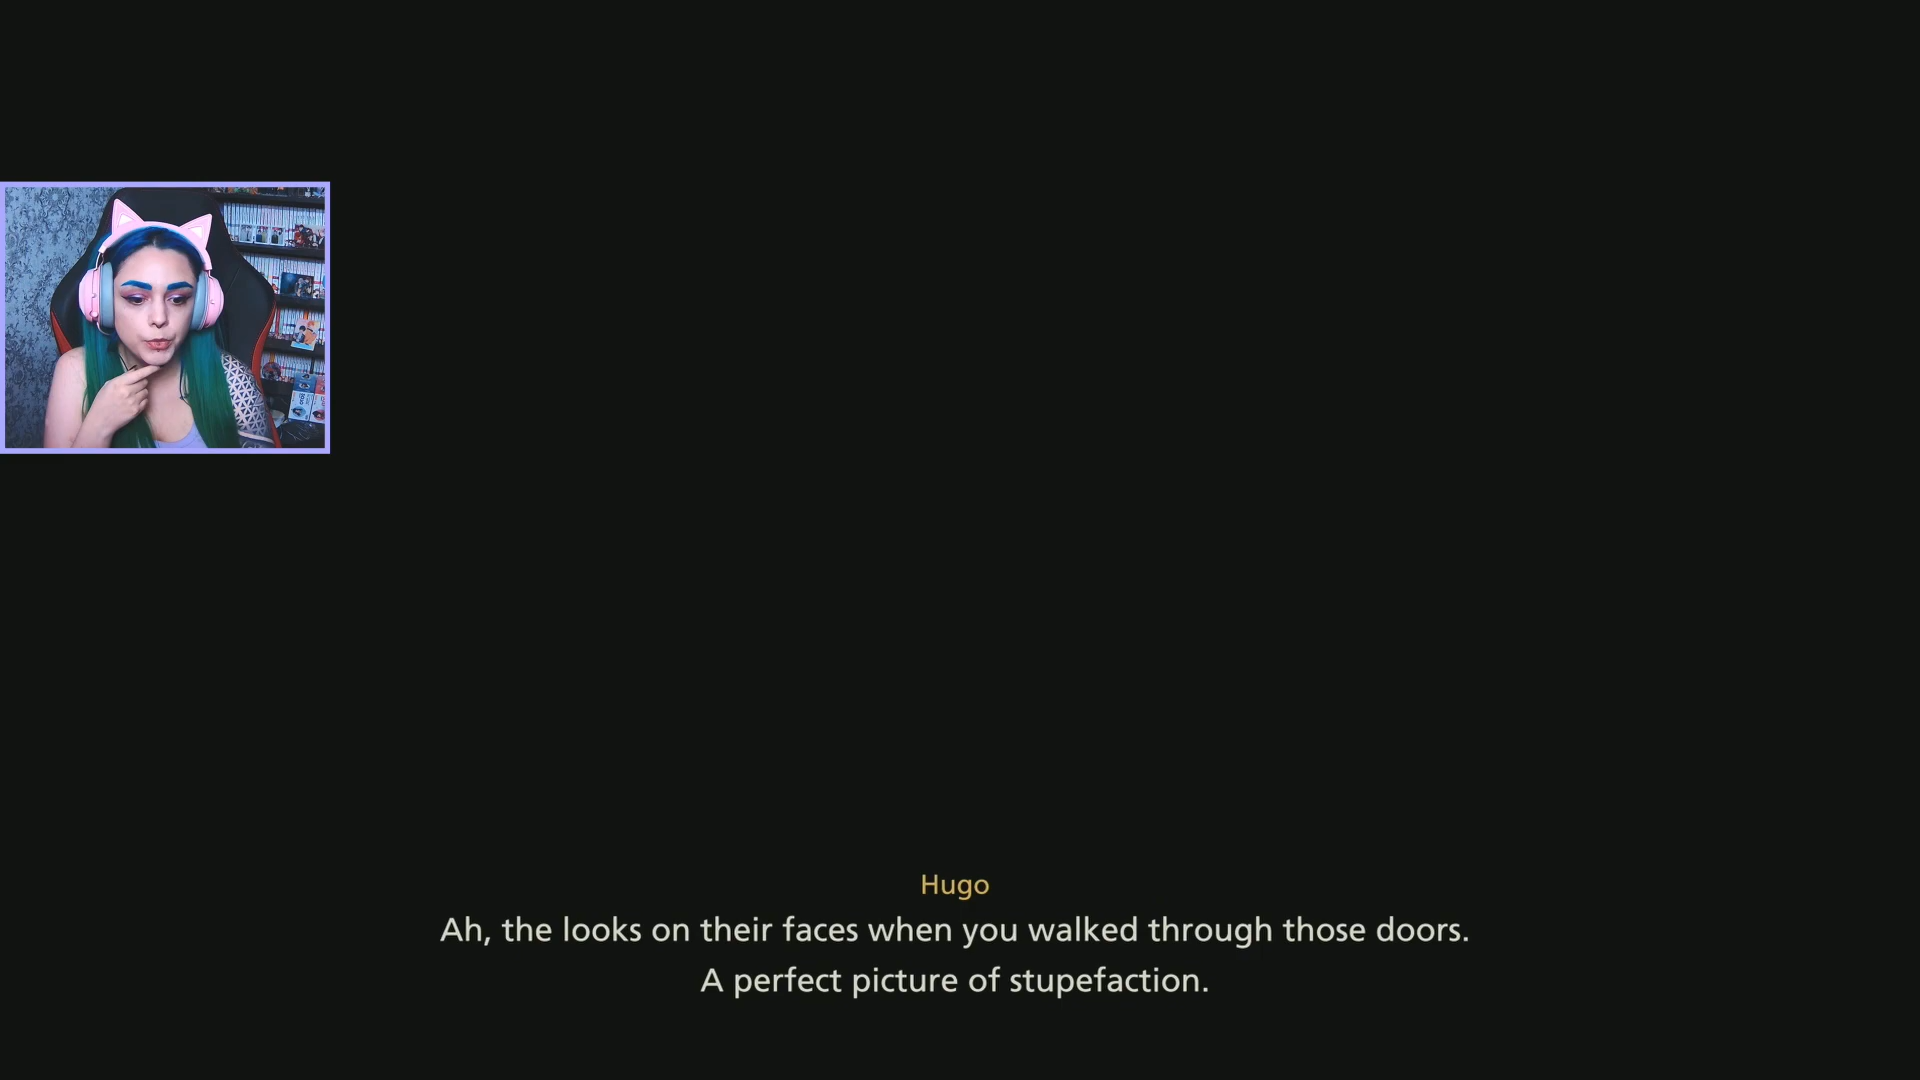 Hugo
Ah, the looks on their faces when you walked through those doors.
A perfect picture of stupefaction.